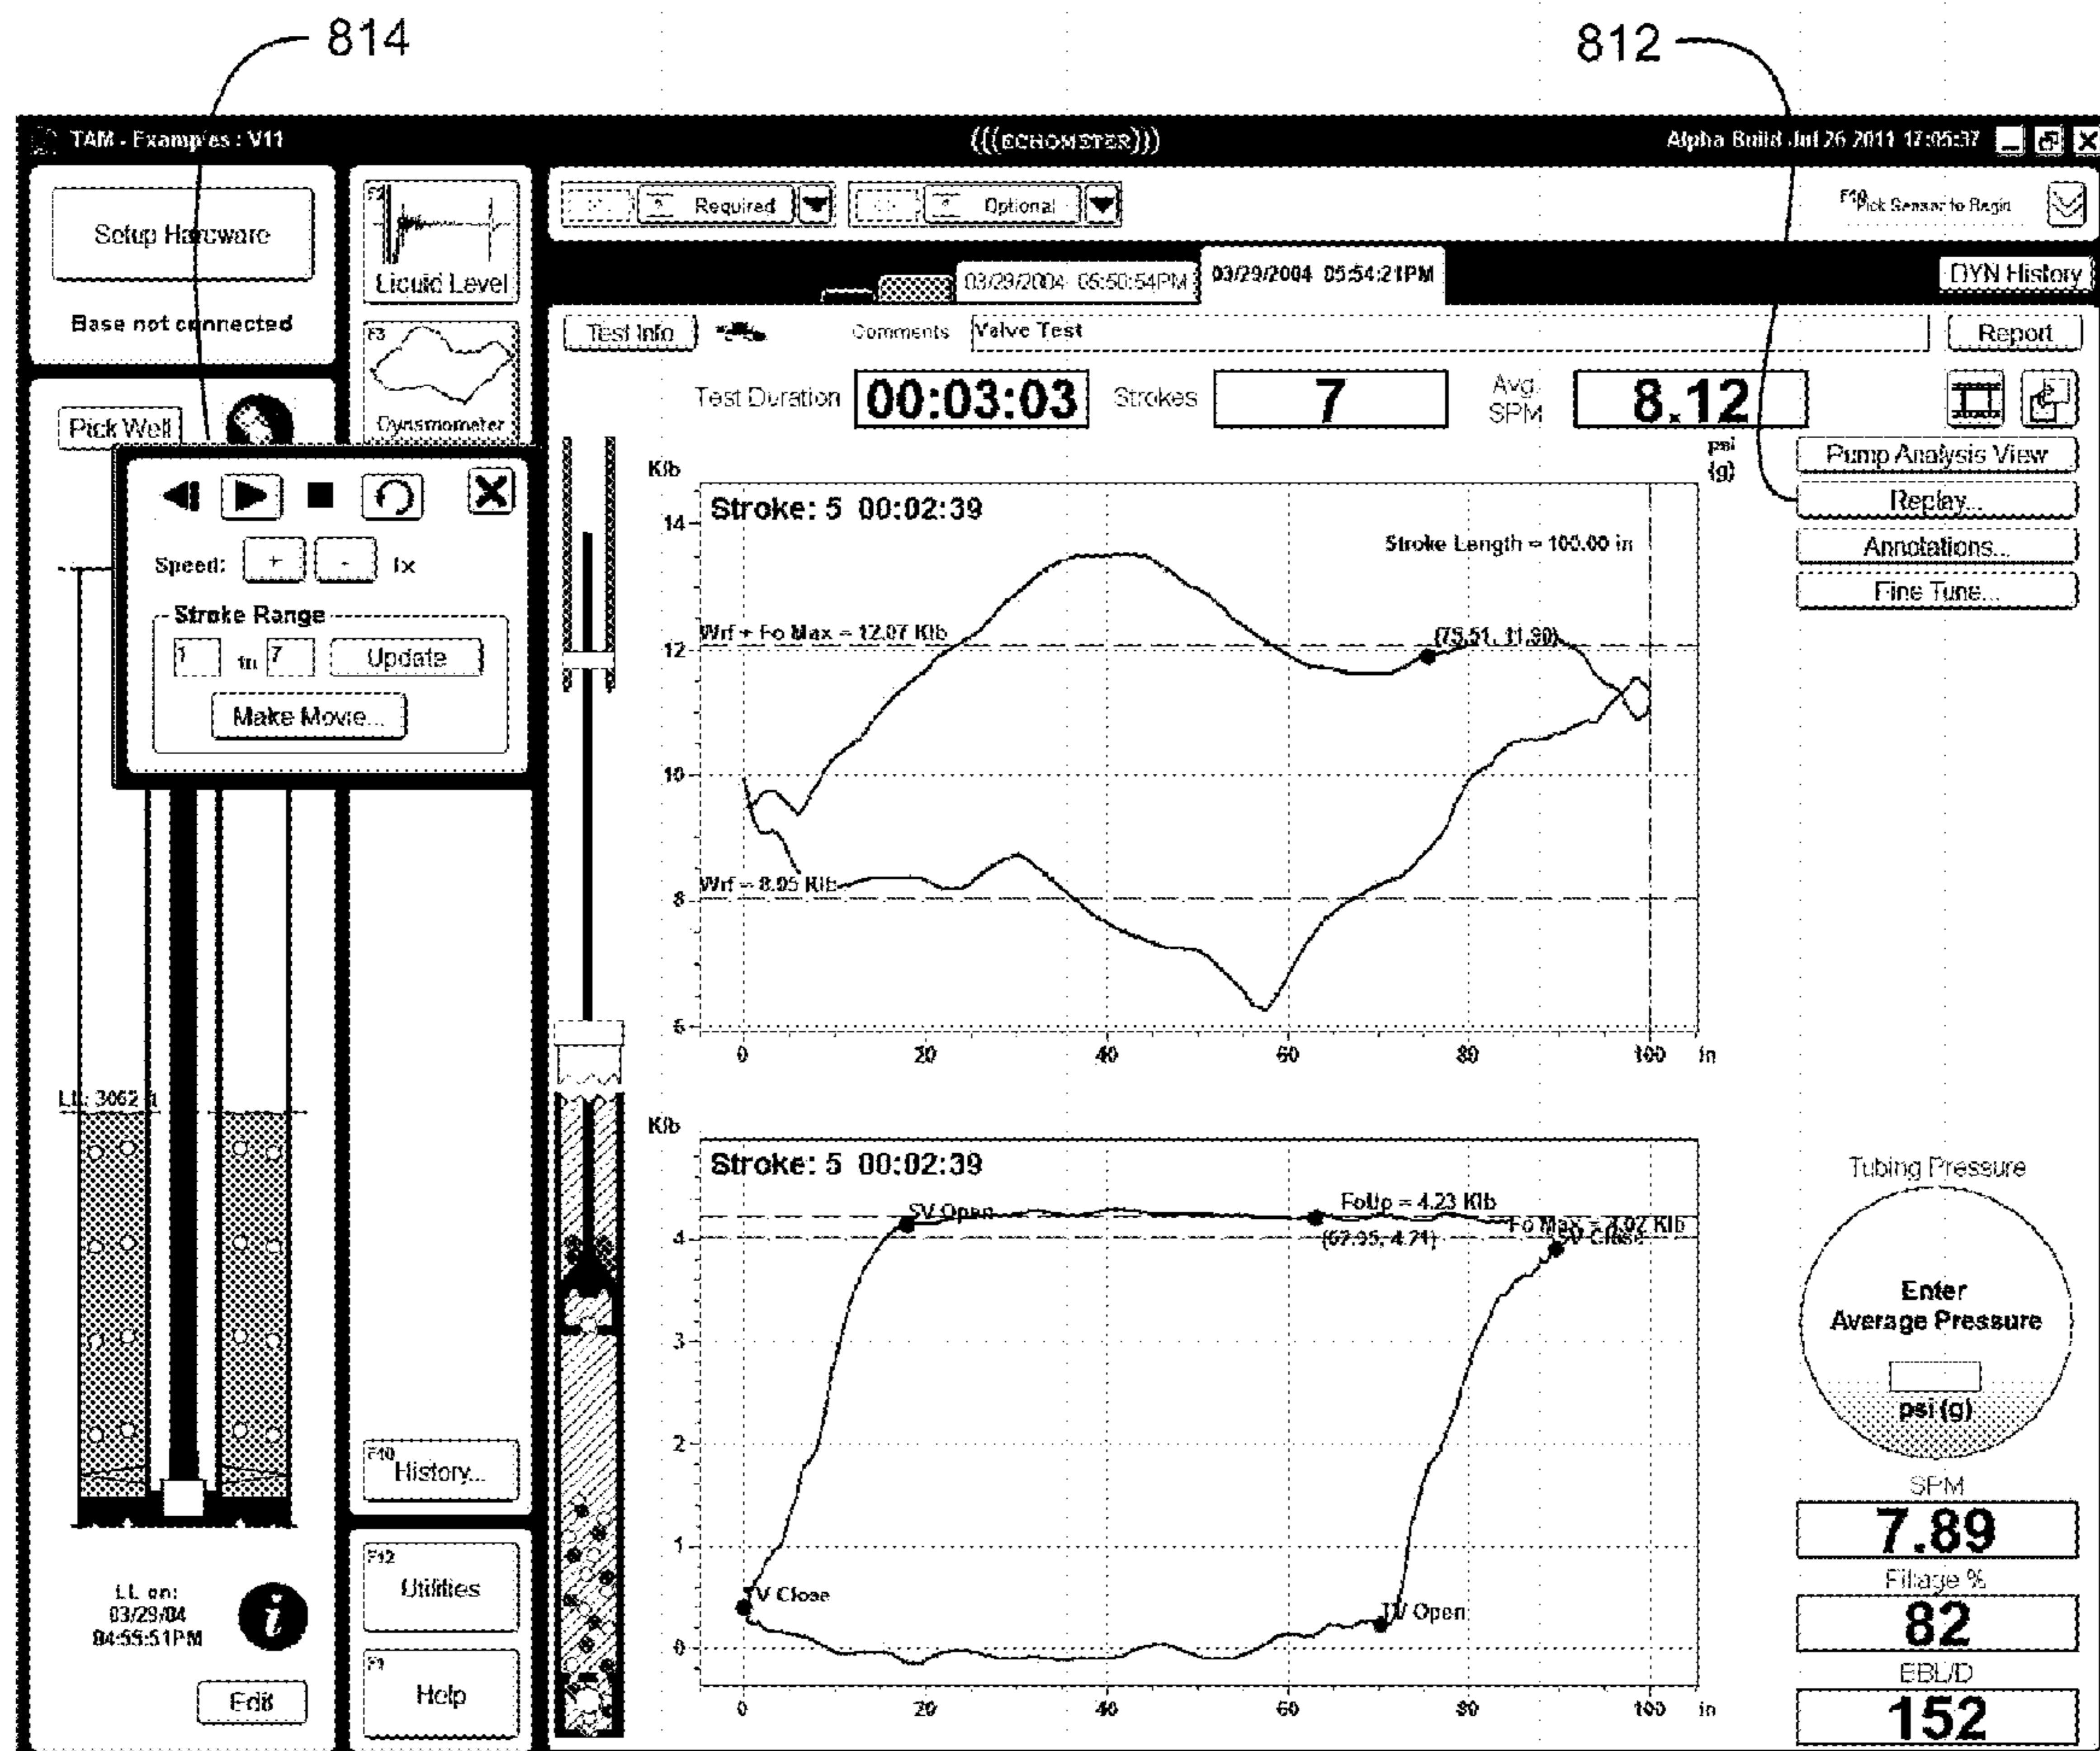 814
812
TAM - Examples : V11
(((ECHOMETER)))
Alpha Build Jul 26 2011 17:05:37
Setup Hardware
Base not connected
Pick Well
Liquid Level
F3
Dynamometer
Required
Optional
F10
Pick Sensor to Begin
03/29/2004 05:50:54PM
03/29/2004 05:54:21PM
DYN History
Test Info
Comments
Valve Test
Report
Test Duration
00:03:03
Strokes
7
Avg.
SPM
8.12
psi
(g)
Pump Analysis View
Replay...
Annotations...
Fine Tune...
Speed:
+
-
1x
Stroke Range
1 to 7
Update
Make Movie...
Klb
Stroke: 5 00:02:39
Stroke Length = 100.00 in
Wrf + Fo Max = 12.07 Klb
(75.51, 11.90)
Wrf = 8.05 Klb
14
12
10
8
6
0 20 40 60 80 100 in
Klb
Stroke: 5 00:02:39
SV Open
FoUp = 4.23 Klb
Fo Max = 4.02 Klb
SV Close
TV Close
TV Open
4
3
2
1
0
0 20 40 60 80 100 in
LL: 3062 ft
LL on:
03/29/04
04:55:51PM
i
Edit
F10
History...
F12
Utilities
F1
Help
Tubing Pressure
Enter
Average Pressure
psi (g)
SPM
7.89
Fillage %
82
EBL/D
152